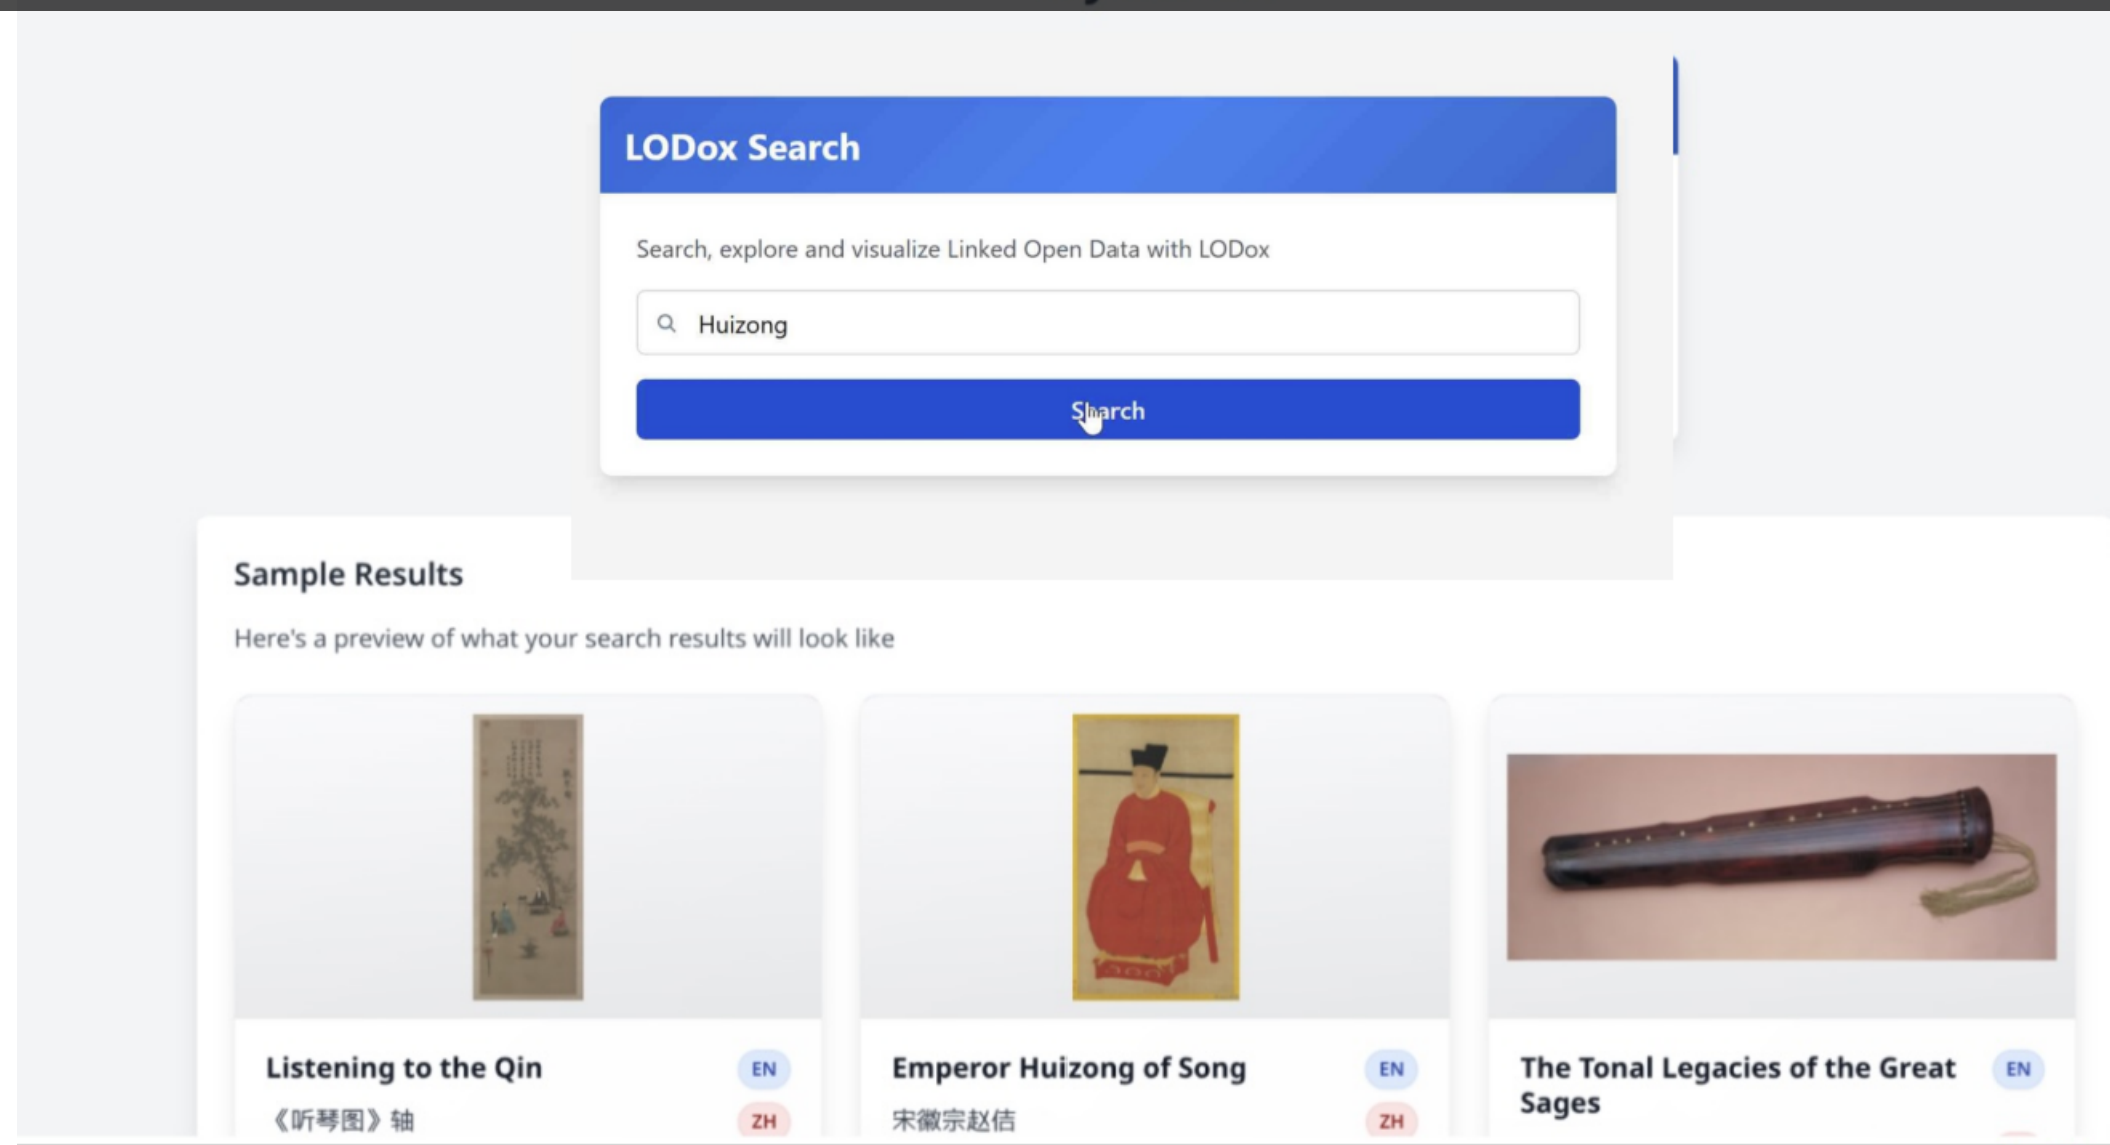 LODox Search
Search, explore and visualize Linked Open Data with LODox
Huizong
Search
Sample Results
Here's a preview of what your search results will look like
Listening to the Qin
EN
《听琴图》轴
ZH
Emperor Huizong of Song
EN
宋徽宗赵佶
ZH
The Tonal Legacies of the Great
Sages
EN